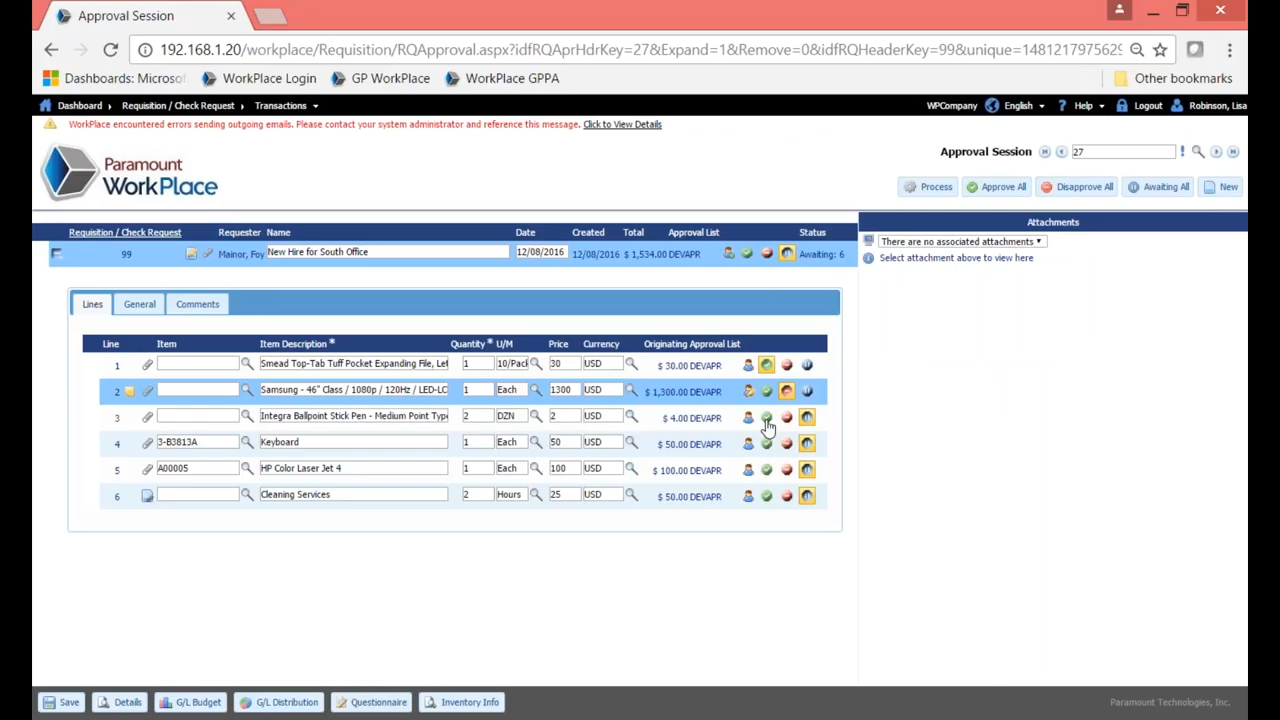 Approval Session
192.168.1.20/workplace/Requisition/RQApproval.aspx?idfRQAprHdrKey=27&Expand=1&Remove=0&idfRQHeaderKey=99&unique=1481217975629
Dashboards: Microsof WorkPlace Login GP WorkPlace WorkPlace GPPA Other bookmarks
Dashboard Requisition / Check Request Transactions WPCompany English Help Logout Robinson, Lisa
WorkPlace encountered errors sending outgoing emails. Please contact your system administrator and reference this message. Click to View Details
Paramount
WorkPlace
Approval Session 27
Process Approve All Disapprove All Awaiting All New
Requisition / Check Request Requester Name Date Created Total Approval List Status
99 Mainor, Foy New Hire for South Office 12/08/2016 12/08/2016 $ 1,534.00 DEVAPR Awaiting: 6
Attachments
There are no associated attachments
Select attachment above to view here
Lines General Comments
Line Item Item Description * Quantity * U/M Price Currency Originating Approval List
1 Smead Top-Tab Tuff Pocket Expanding File, Let 1 10/Pack 30 USD $ 30.00 DEVAPR
2 Samsung - 46" Class / 1080p / 120Hz / LED-LC 1 Each 1300 USD $ 1,300.00 DEVAPR
3 Integra Ballpoint Stick Pen - Medium Point Type 2 DZN 2 USD $ 4.00 DEVAPR
4 3-B3813A Keyboard 1 Each 50 USD $ 50.00 DEVAPR
5 A00005 HP Color Laser Jet 4 1 Each 100 USD $ 100.00 DEVAPR
6 Cleaning Services 2 Hours 25 USD $ 50.00 DEVAPR
Save Details G/L Budget G/L Distribution Questionnaire Inventory Info Paramount Technologies, Inc.